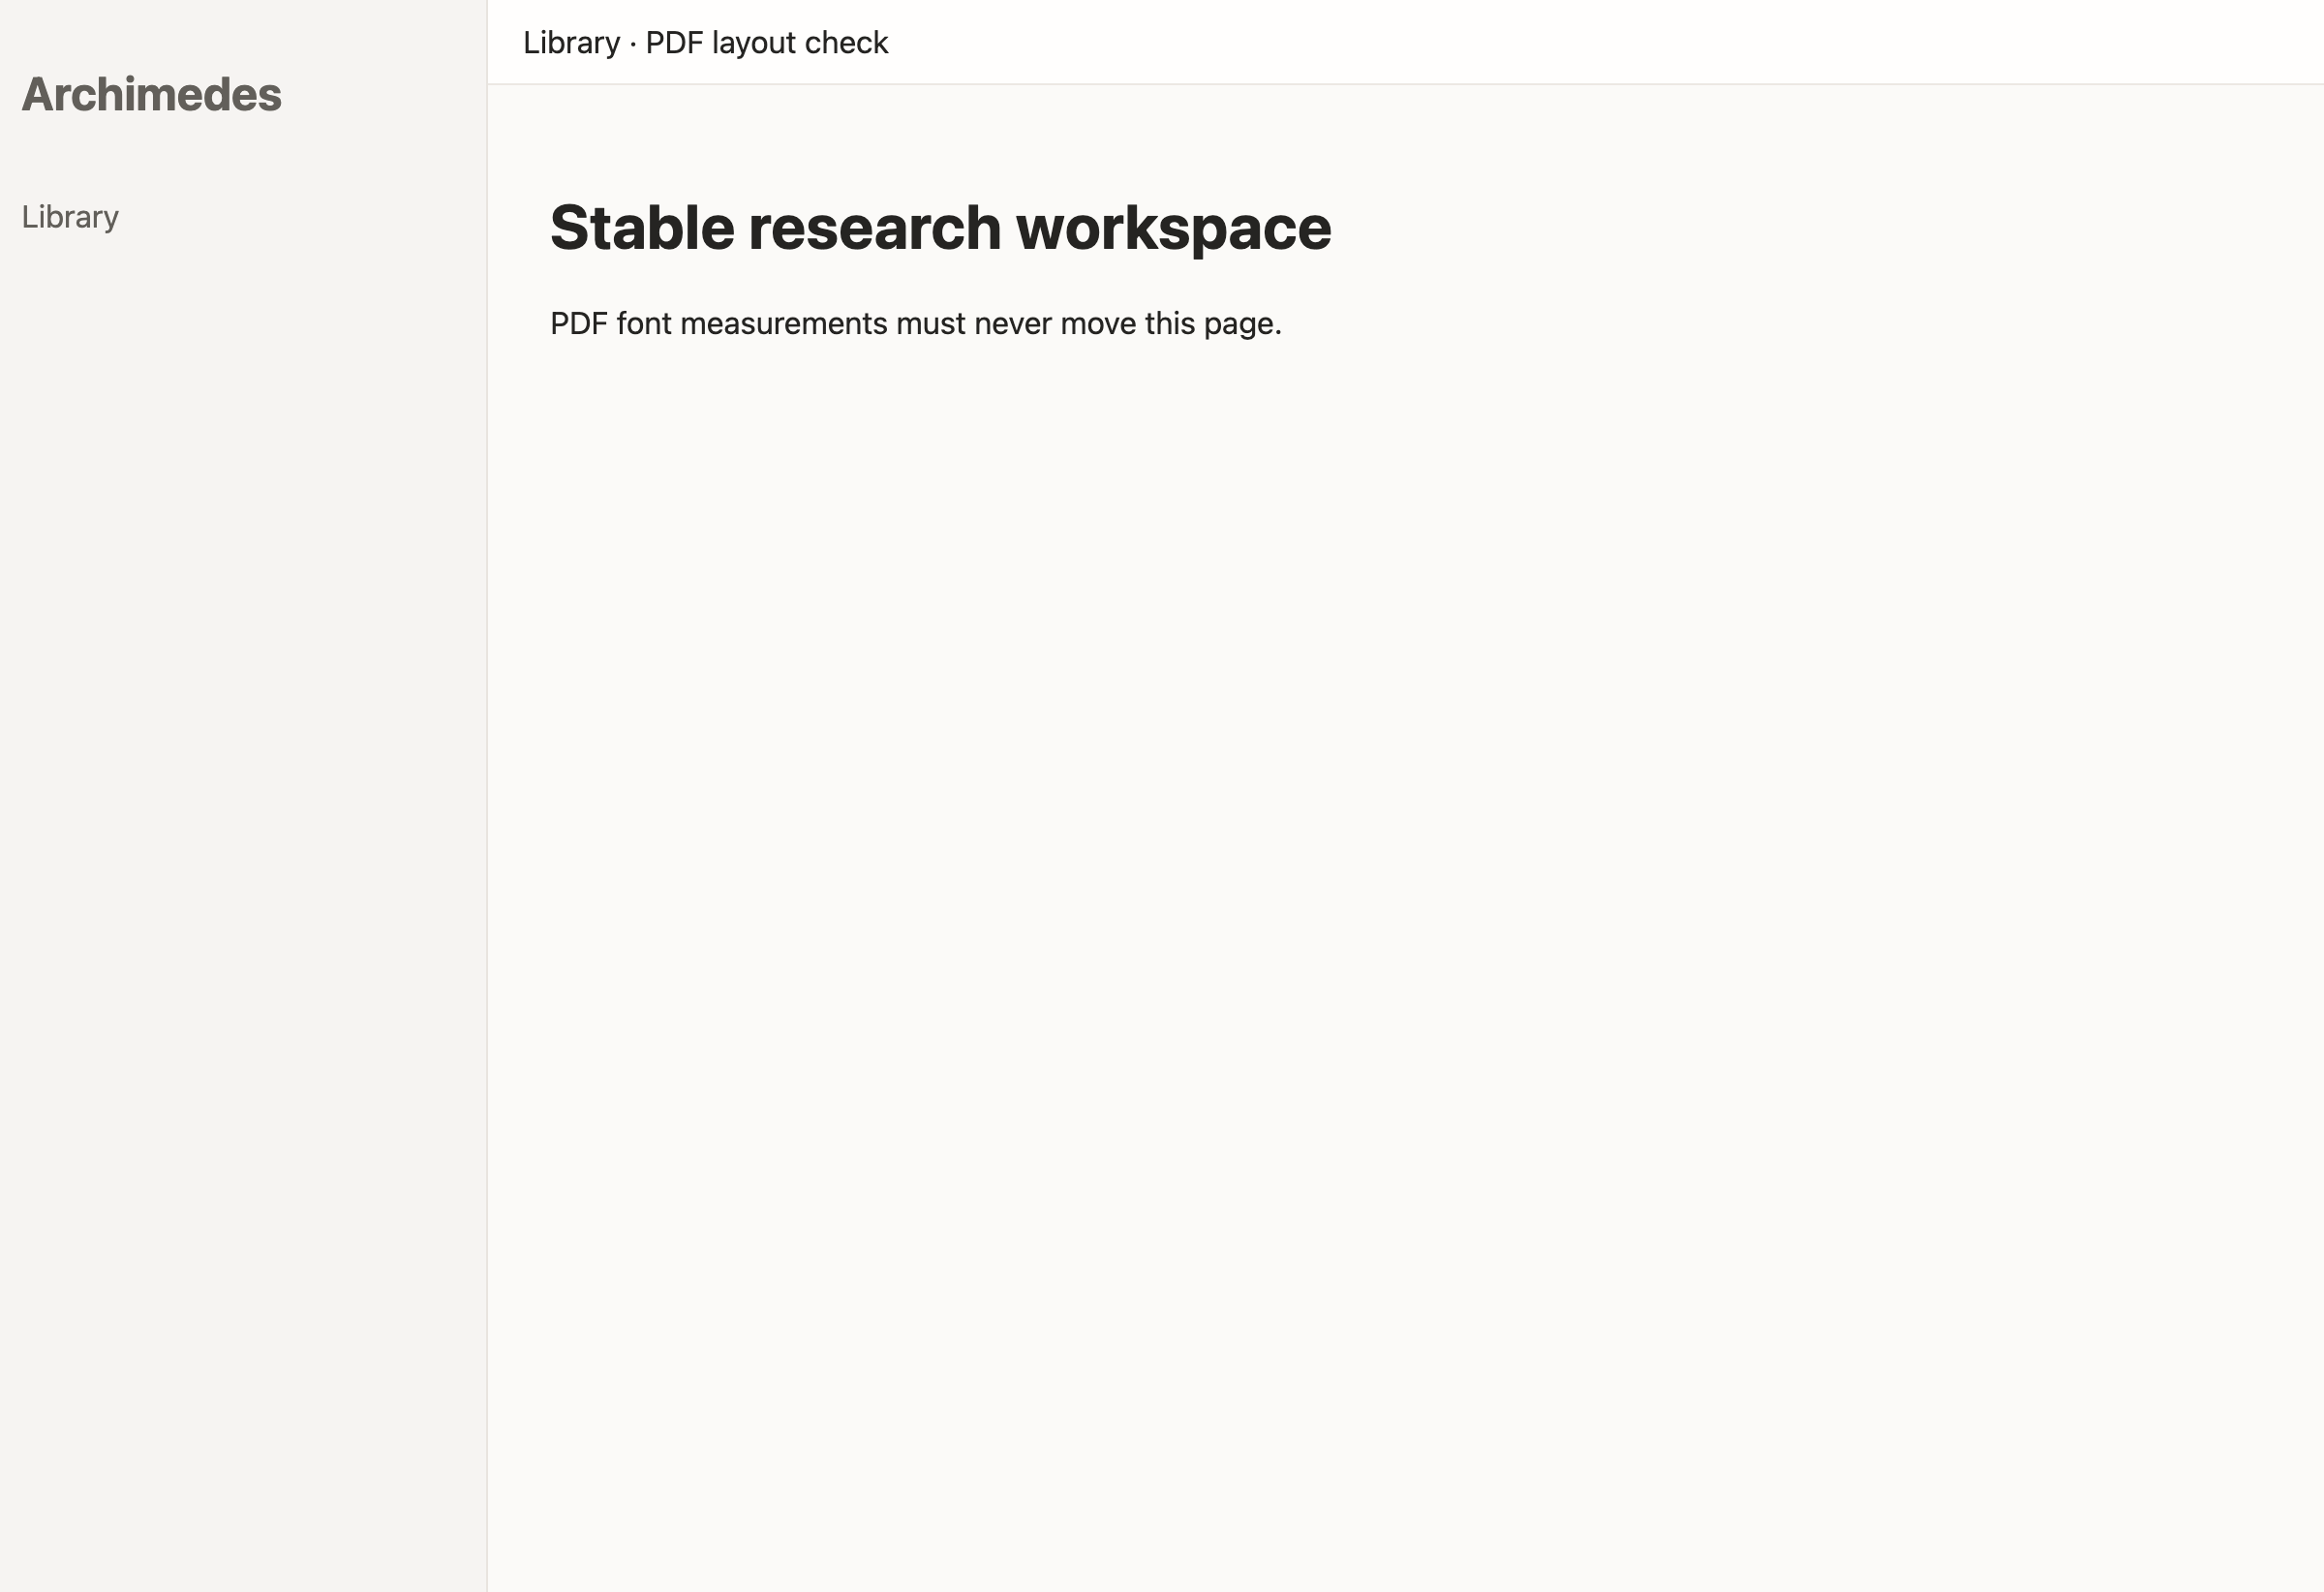 Archimedes
Library
Library · PDF layout check
Stable research workspace
PDF font measurements must never move this page.